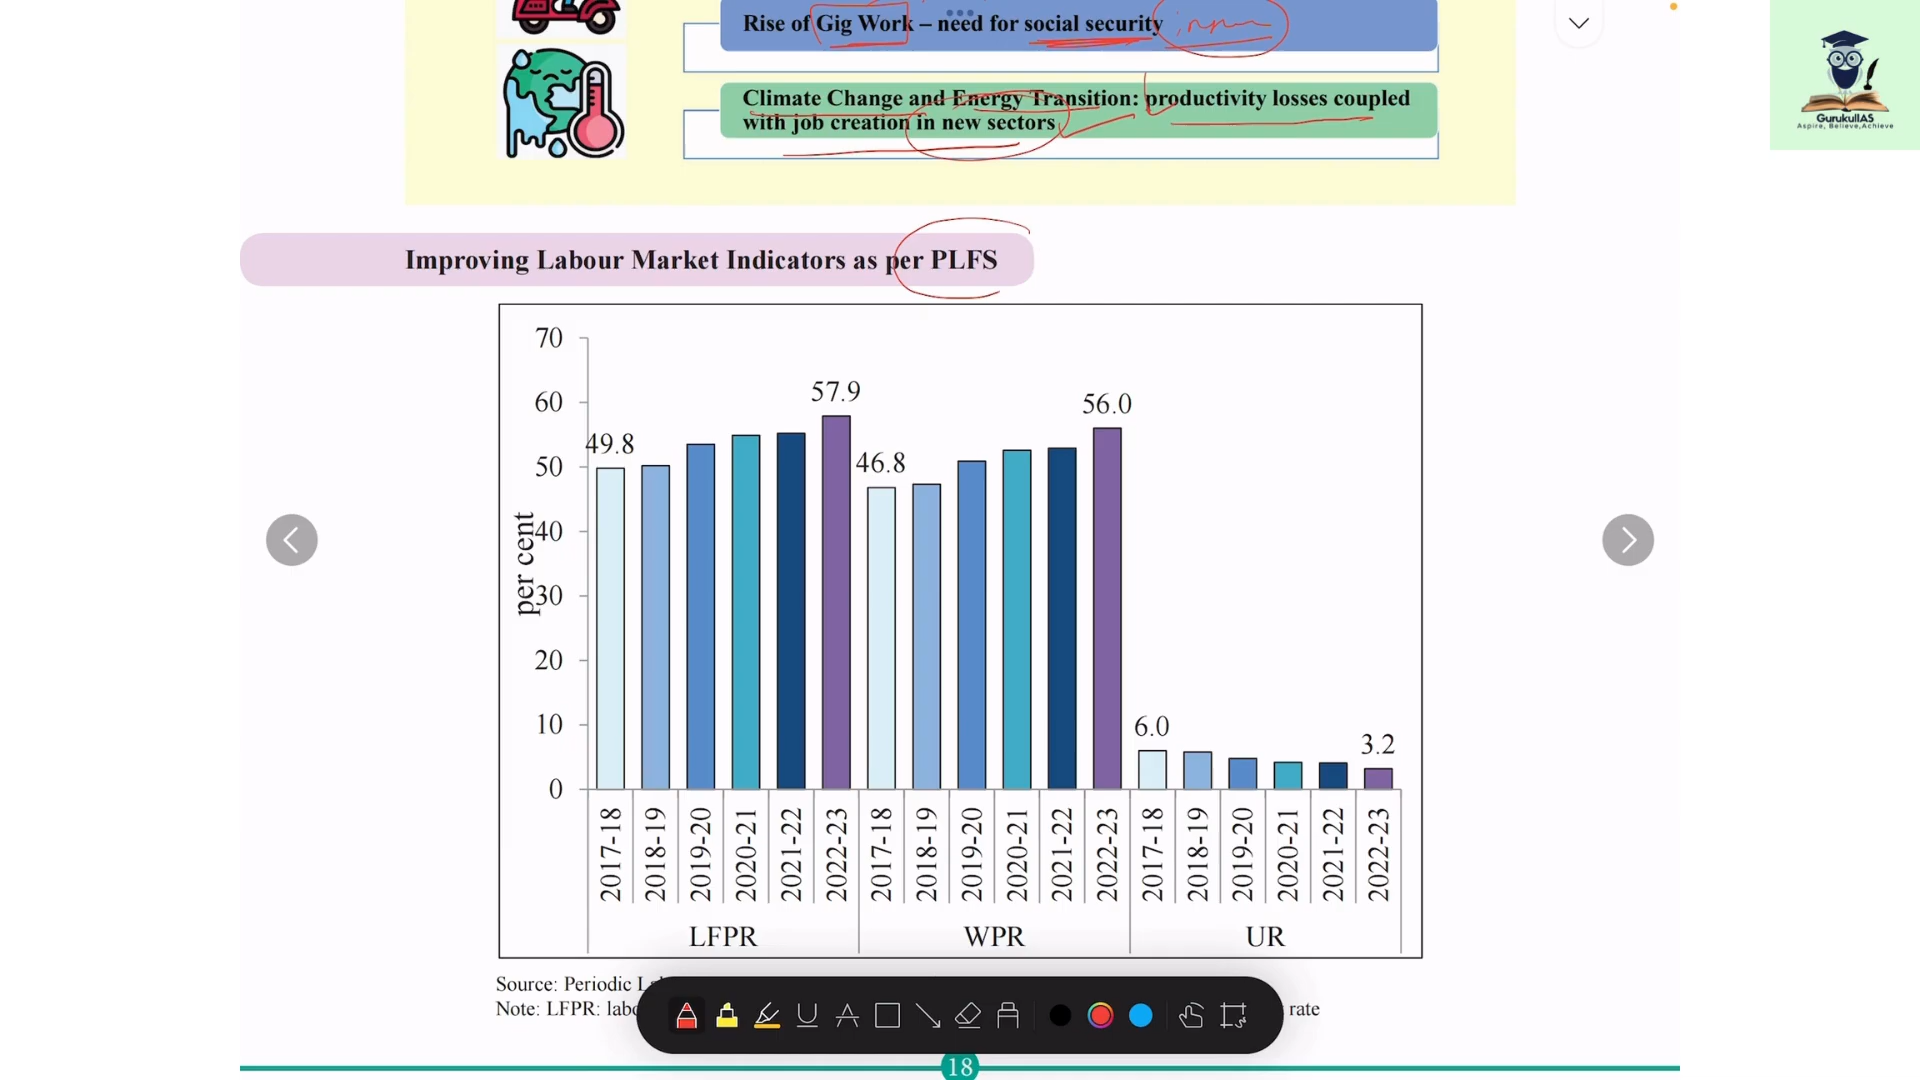 Rise of Gig Work – need for social security
Climate Change and Energy Transition: productivity losses coupled
with job creation in new sectors
GurukulIAS
Aspire, Believe,Achieve
Improving Labour Market Indicators as per PLFS
70
60
50
40
30
20
10
0
per cent
49.8
57.9
46.8
56.0
6.0
3.2
2017-18
2018-19
2019-20
2020-21
2021-22
2022-23
2017-18
2018-19
2019-20
2020-21
2021-22
2022-23
2017-18
2018-19
2019-20
2020-21
2021-22
2022-23
LFPR
WPR
UR
Source: Periodic
Note: LFPR: rate
18